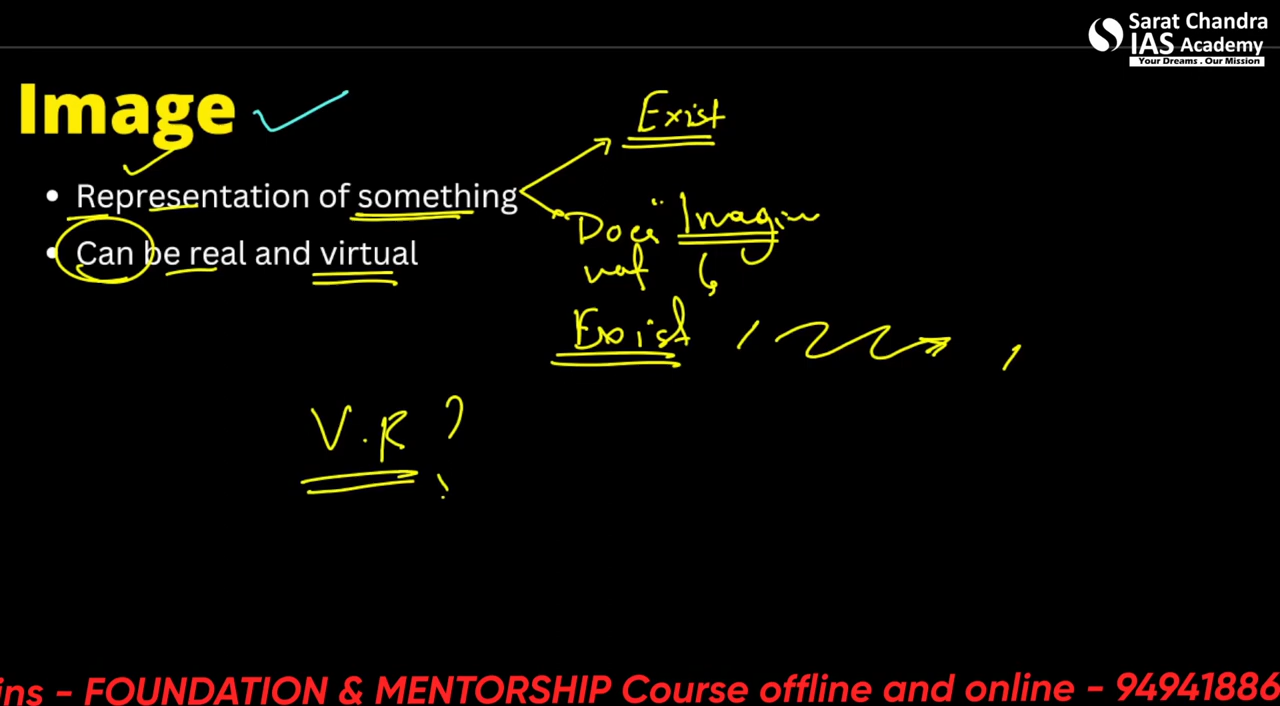 Sarat Chandra
IAS Academy
Your Dreams . Our Mission
Image
Exist
• Representation of something
Does "Imagin
not
• Can be real and virtual
Exist
V.R ?
ins - FOUNDATION & MENTORSHIP Course offline and online - 94941886